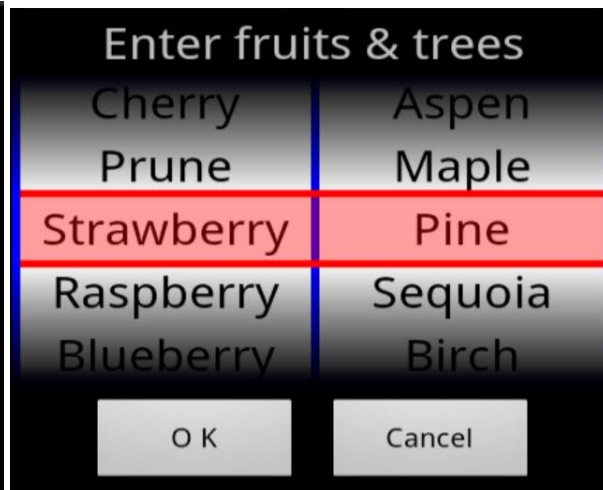 Enter fruits & trees
Cherry Aspen
Prune Maple
Strawberry Pine
Raspberry Sequoia
Blueberry Birch
O K Cancel